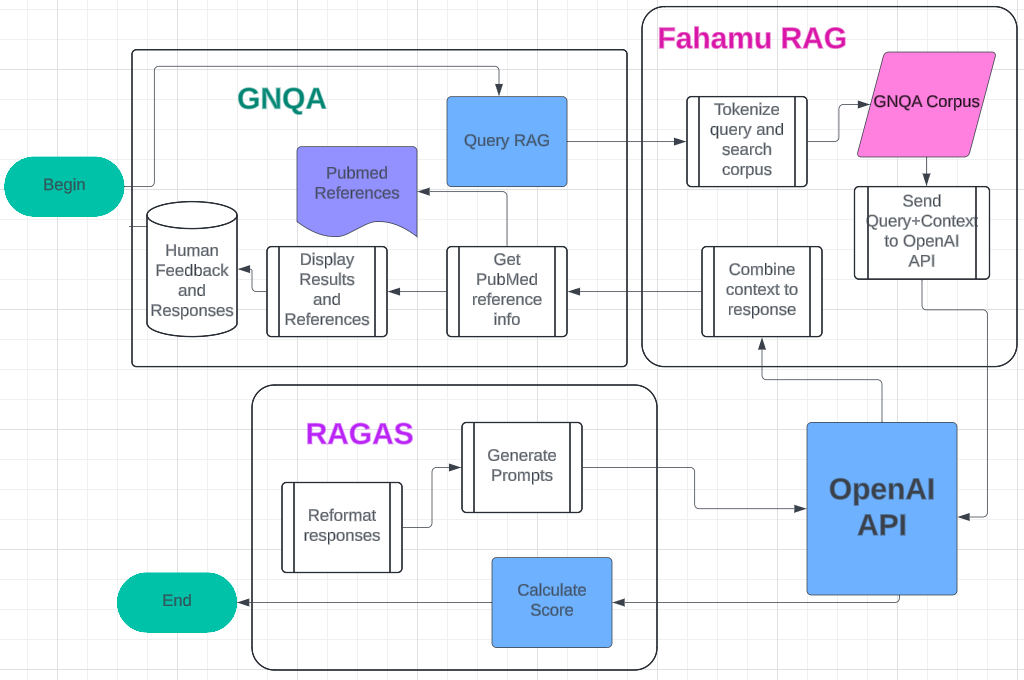 Fahamu RAG
GNQA
GNQA Corpus
Query RAG
Tokenize
query and
search
corpus
Pubmed
References
Begin
Send
Query+Context
to OpenAI
API
Human
Feedback
and
Responses
Display
Results
and
References
Get
PubMed
reference
info
Combine
context to
response
RAGAS
Generate
Prompts
Reformat
responses
OpenAI
API
Calculate
Score
End